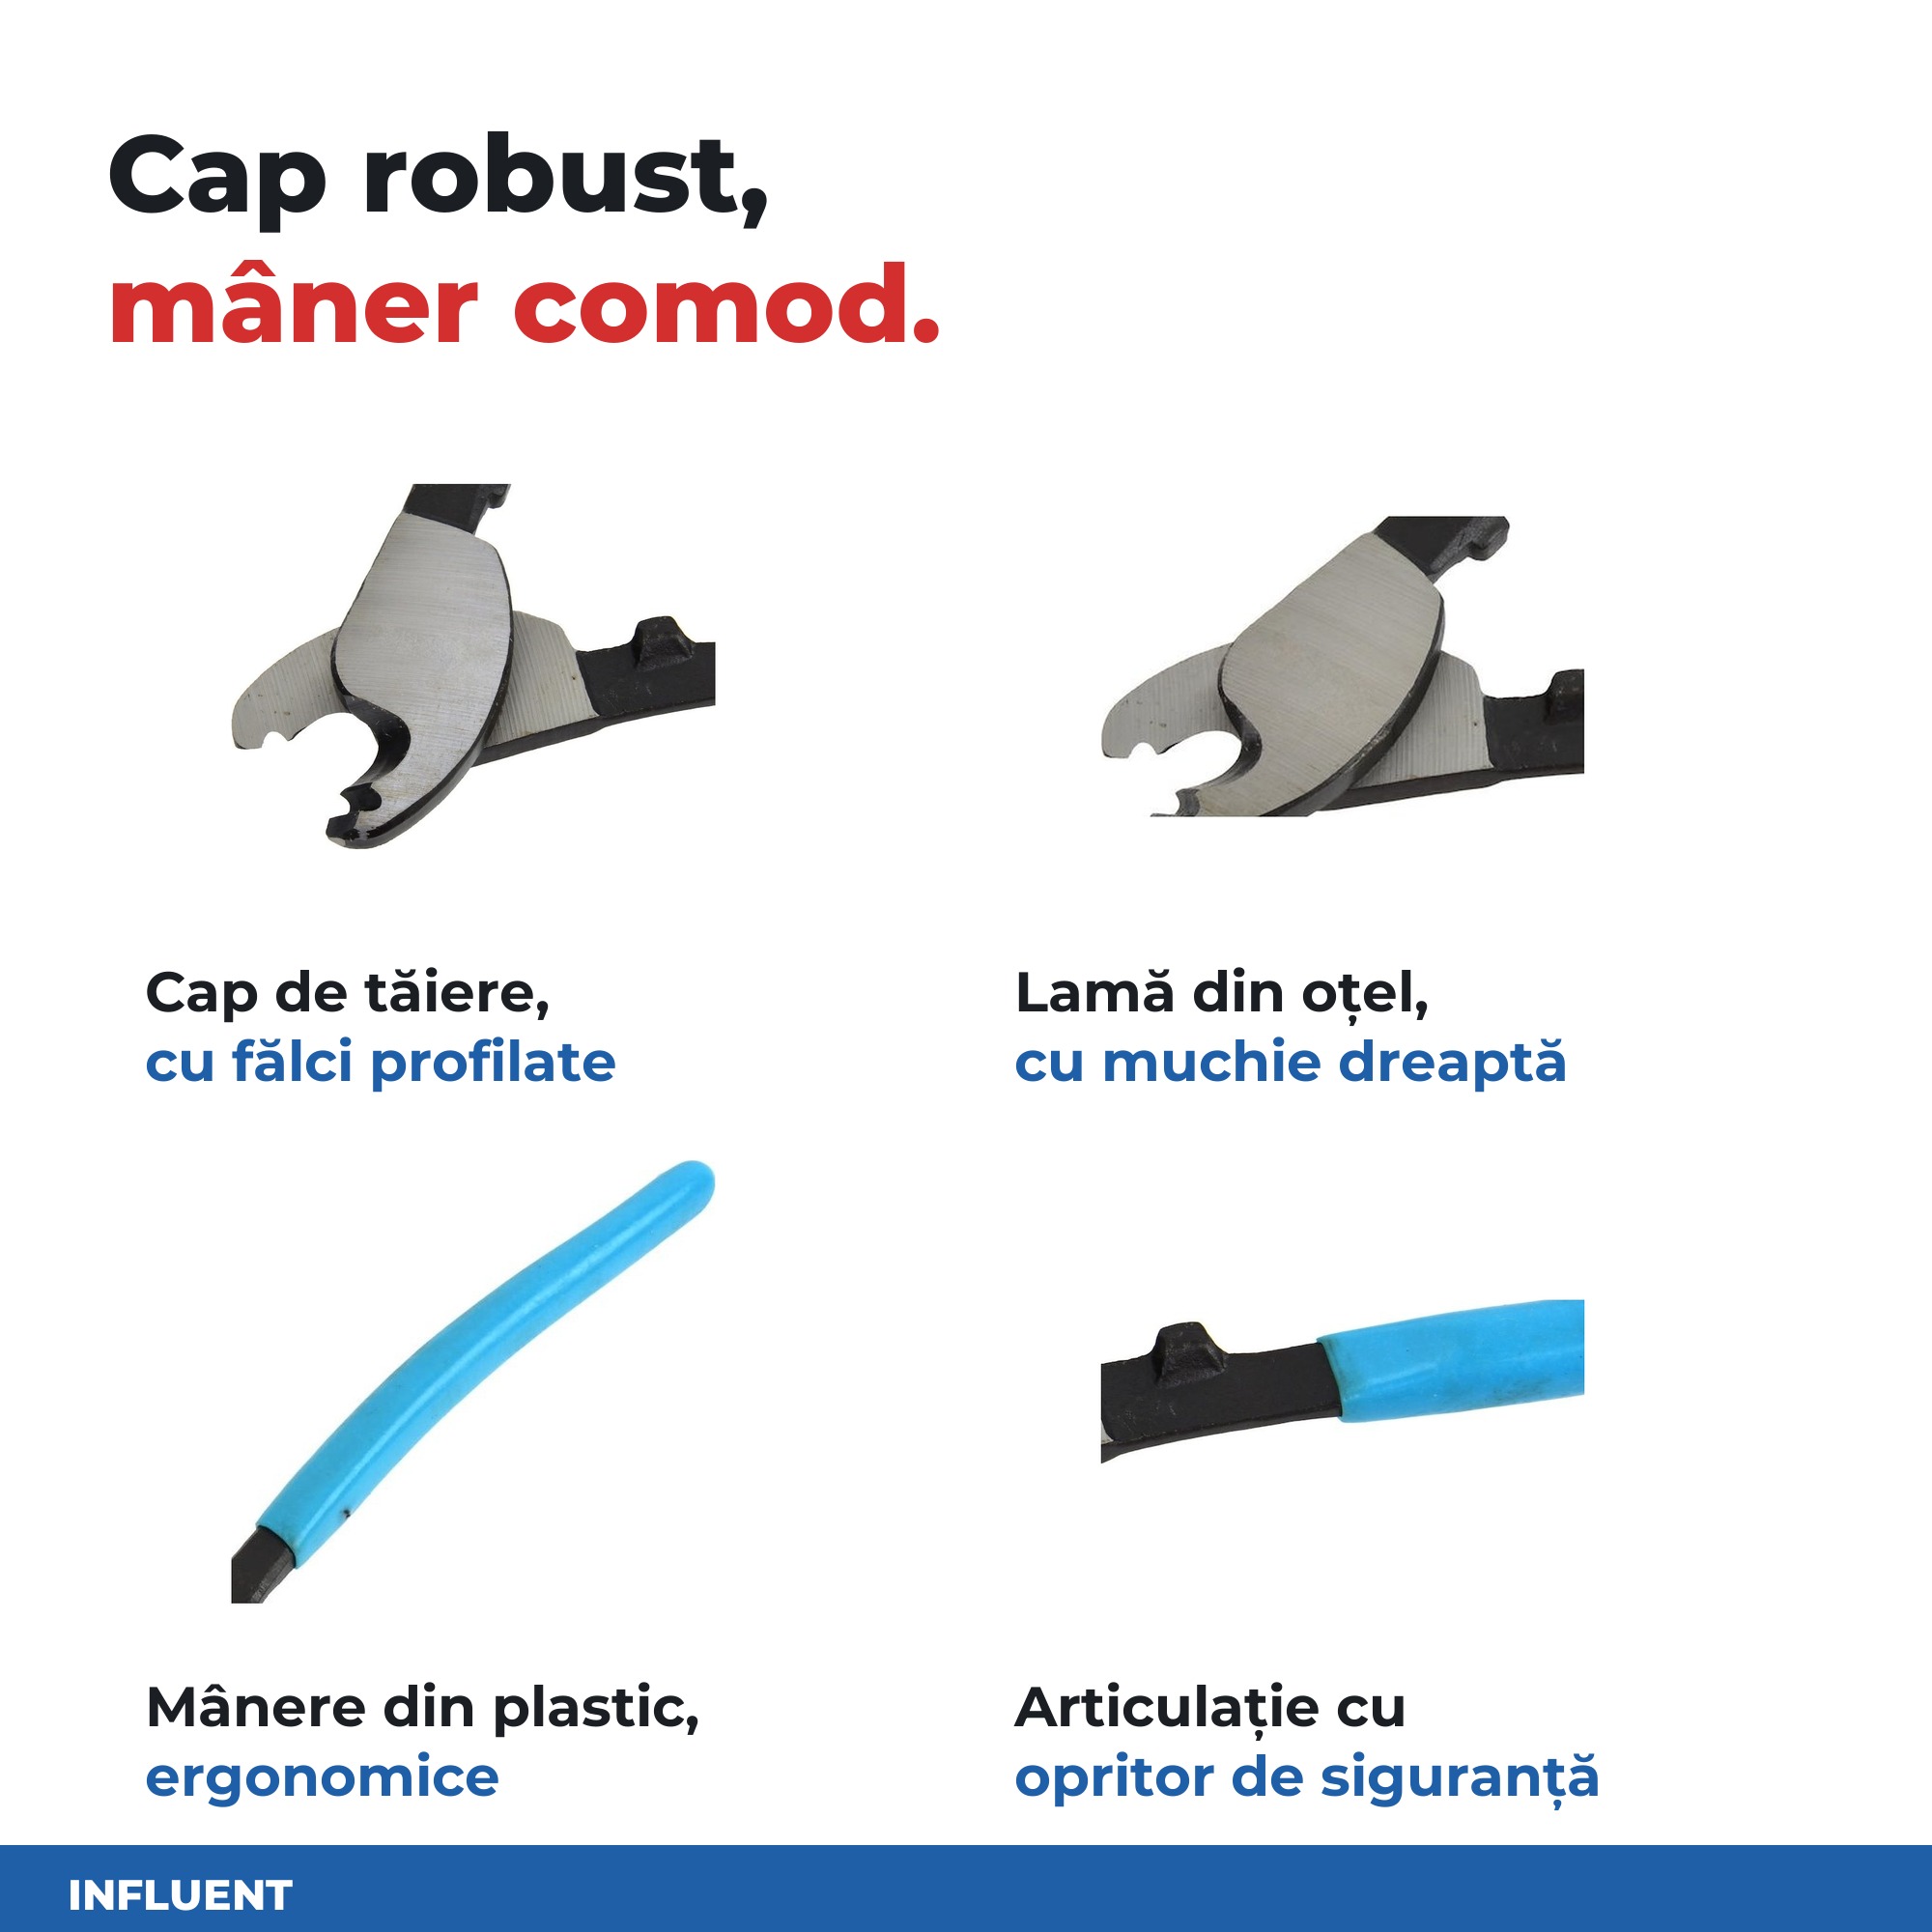 Cap robust,
mâner comod.
Cap de tăiere,
cu fălci profilate
Lamă din oțel,
cu muchie dreaptă
Mânere din plastic,
ergonomice
Articulație cu
opritor de siguranță
INFLUENT